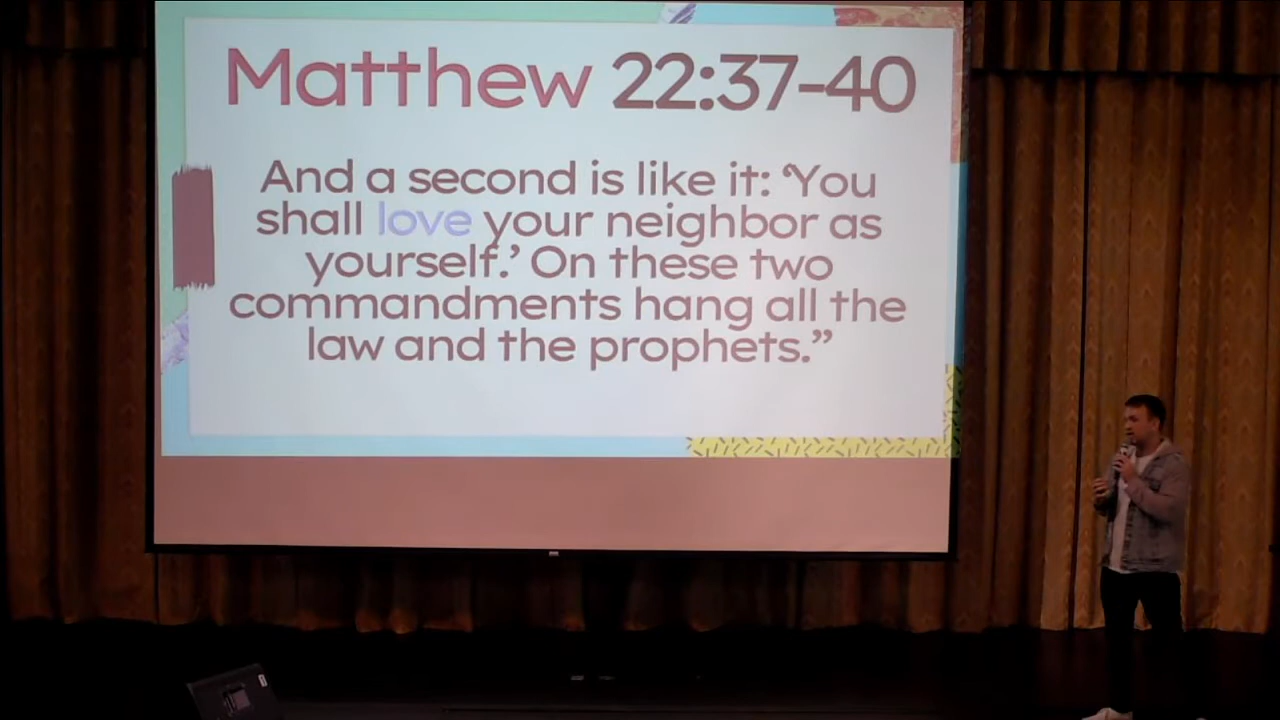 Matthew 22:37-40
And a second is like it: ‘You
shall love your neighbor as
yourself.’ On these two
commandments hang all the
law and the prophets.”